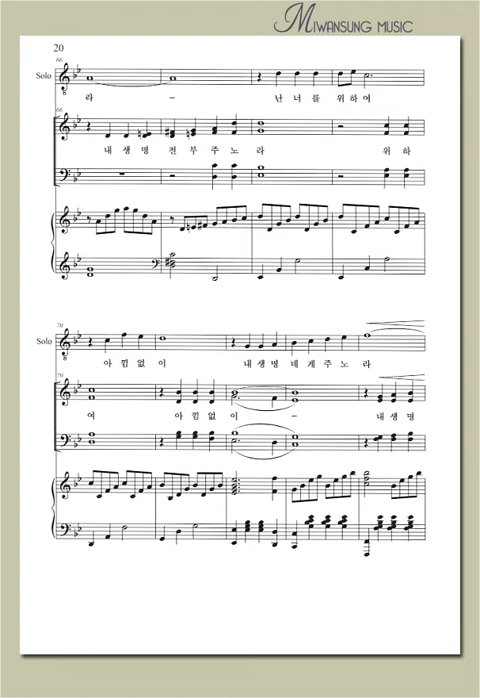 MIWANSUNG MUSIC
20
66
Solo
라 - 난 너 를 위 하 여
66
내 생 명 전 부 주 노 라 위 하
70
Solo
아 낌 없 이 내 생 명 네 게 주 노 라
70
여 아 낌 없 이 - 내 생 명